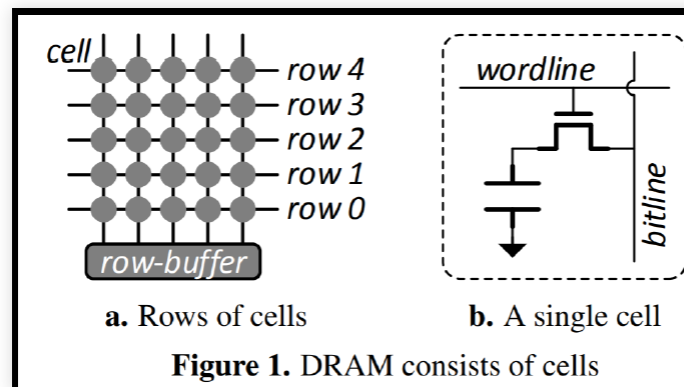 cell
row 4
row 3
row 2
row 1
row 0
row-buffer
a. Rows of cells
wordline
bitline
b. A single cell
Figure 1. DRAM consists of cells